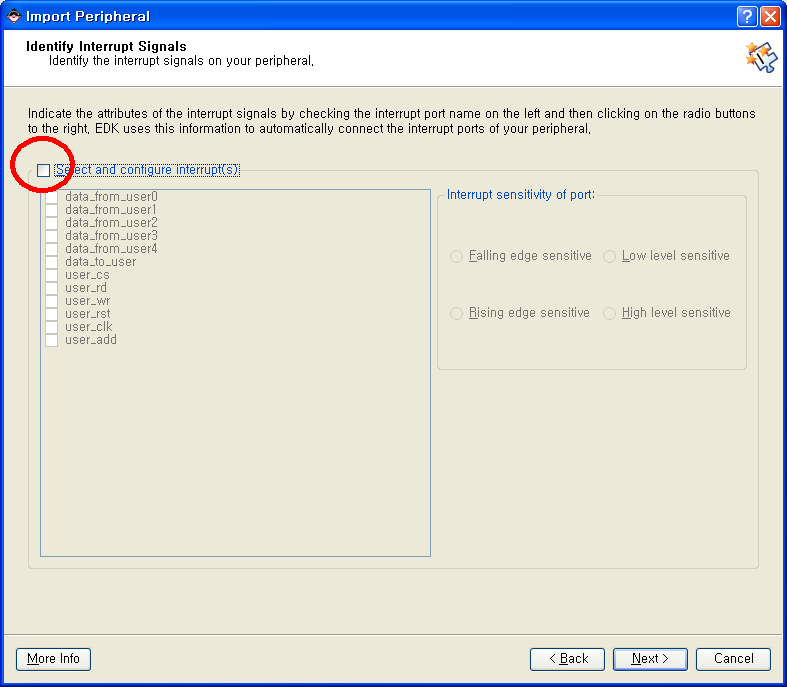 Import Peripheral
Identify Interrupt Signals
Identify the interrupt signals on your peripheral.
Indicate the attributes of the interrupt signals by checking the interrupt port name on the left and then clicking on the radio buttons
to the right. EDK uses this information to automatically connect the interrupt ports of your peripheral.
Select and configure interrupt(s)
data_from_user0
data_from_user1
data_from_user2
data_from_user3
data_from_user4
data_to_user
user_cs
user_rd
user_wr
user_rst
user_clk
user_add
Interrupt sensitivity of port:
Falling edge sensitive
Low level sensitive
Rising edge sensitive
High level sensitive
More Info
< Back
Next >
Cancel